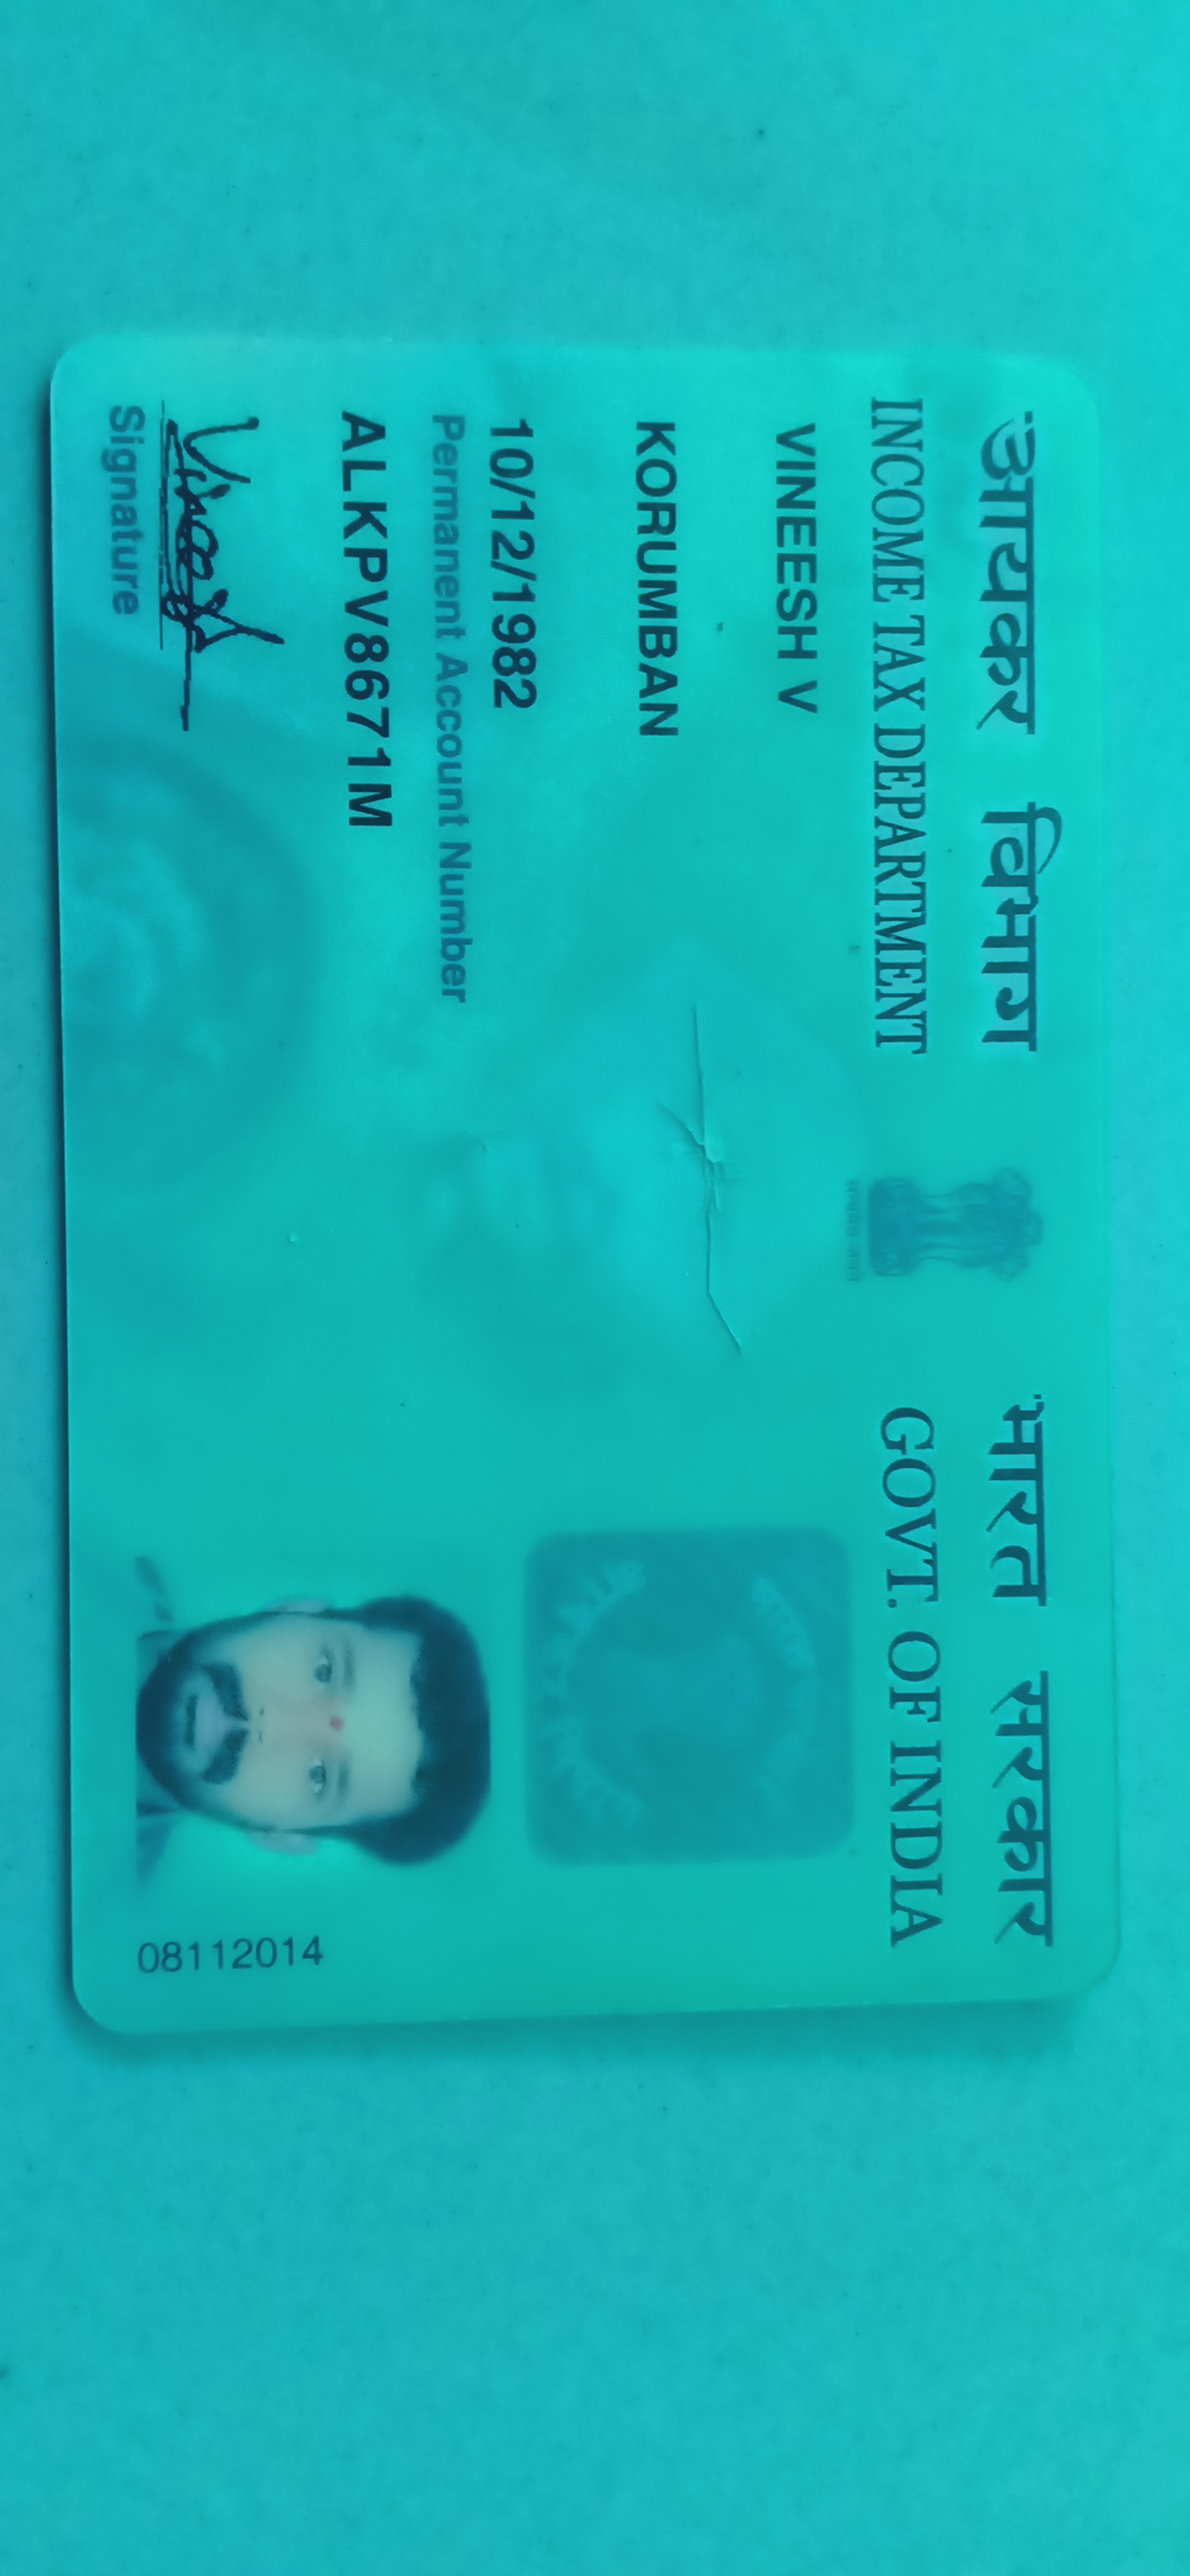 आयकर विभाग भारत सरकार
INCOME TAX DEPARTMENT GOVT. OF INDIA
VINEESH V
KORUMBAN
10/12/1982
Permanent Account Number
ALKPV8671M
Signature
08112014